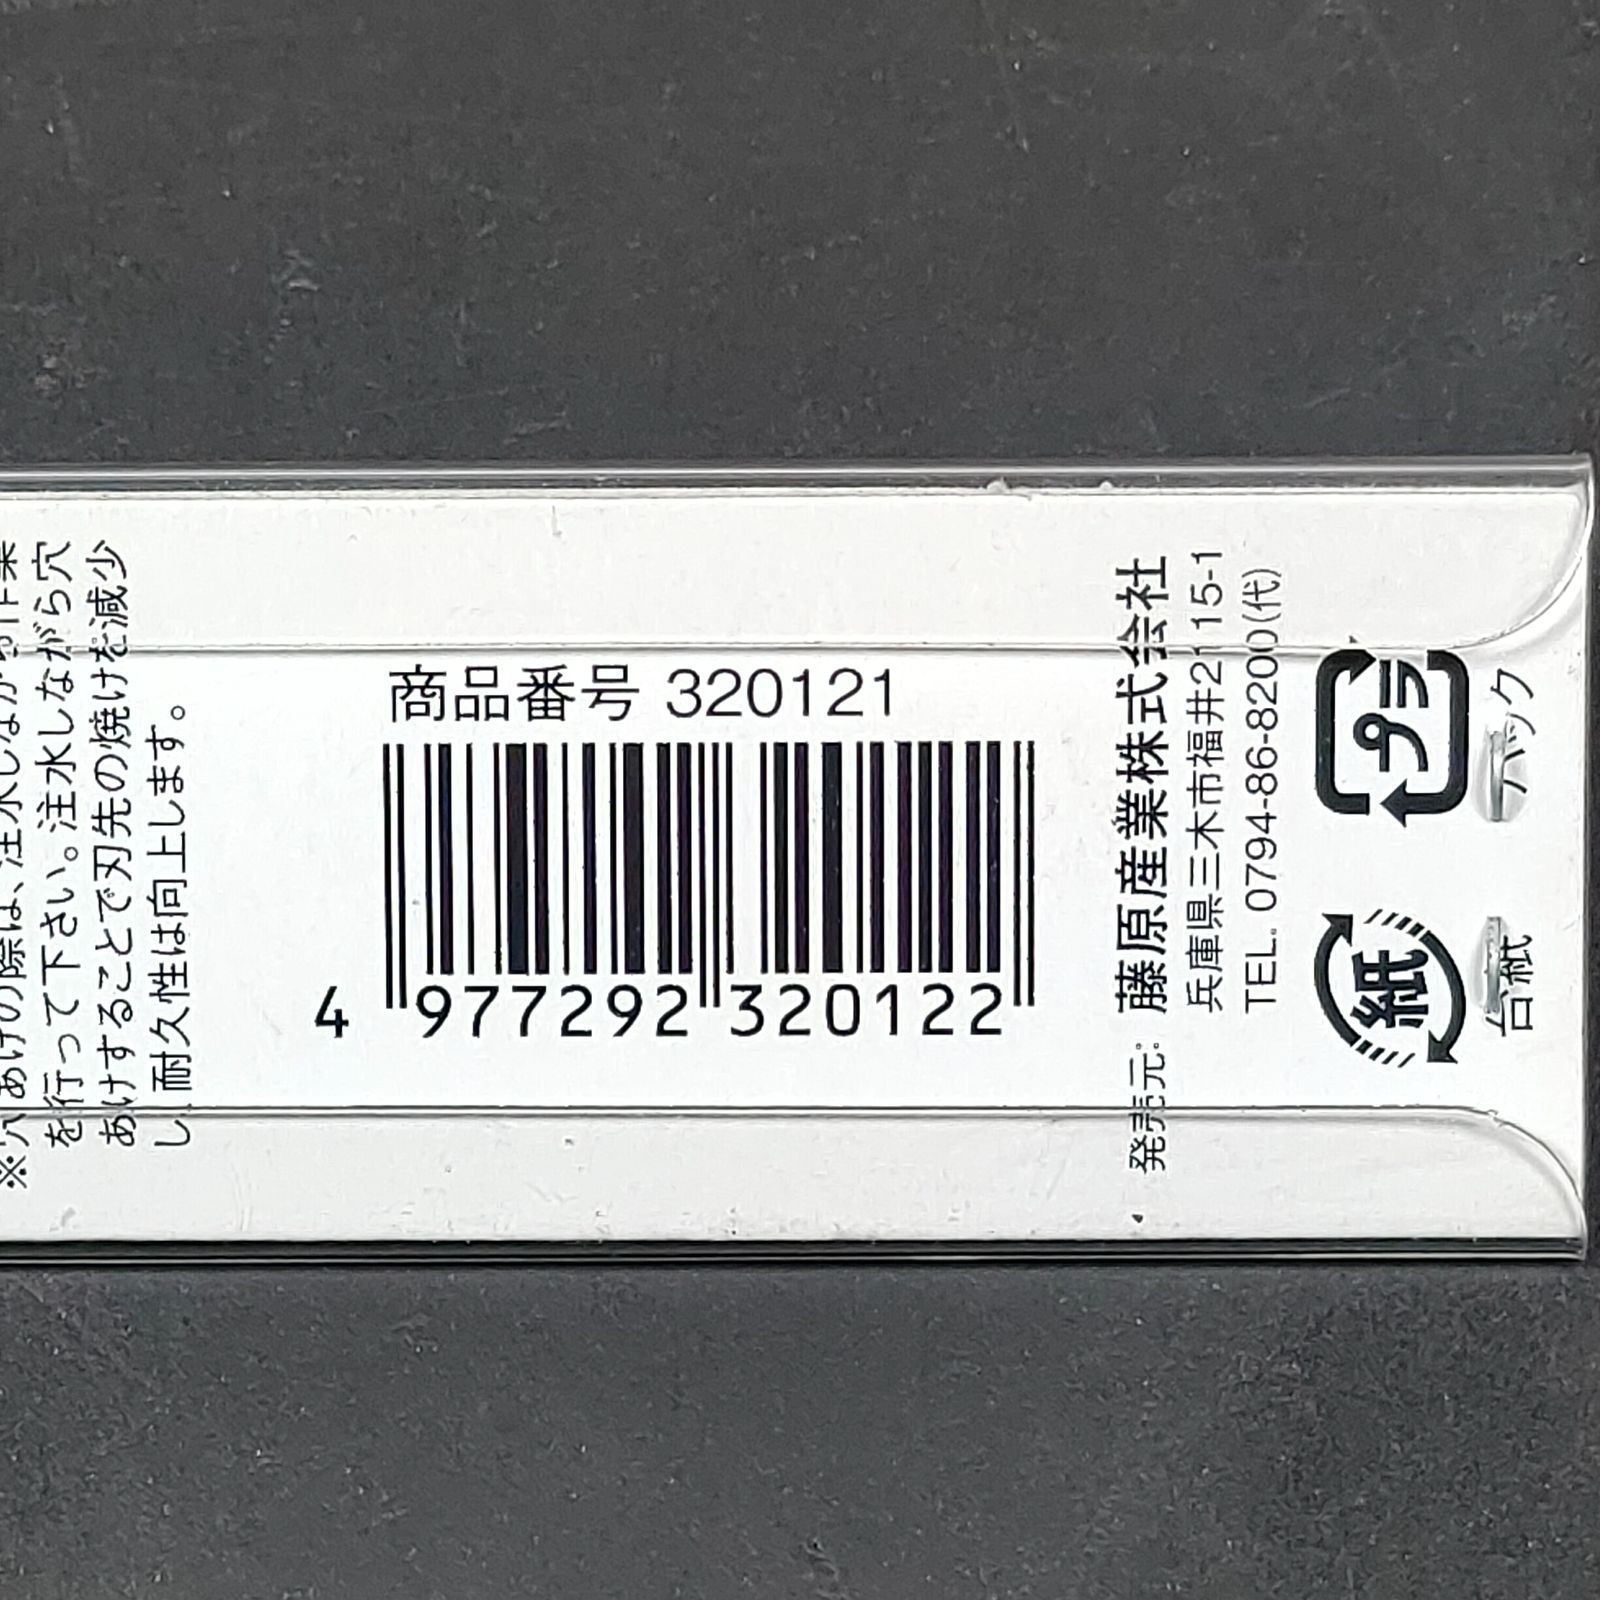 ※穴あけの際は、注水しながら作業
を行って下さい。注水しながら穴
あけすることで刃先の焼けを減少
し、耐久性は向上します。
商品番号 320121
4 977292 320122
発売元: 藤原産業株式会社
兵庫県三木市福井2115-1
TEL. 0794-86-8200(代)
紙
プラ
台紙
パック